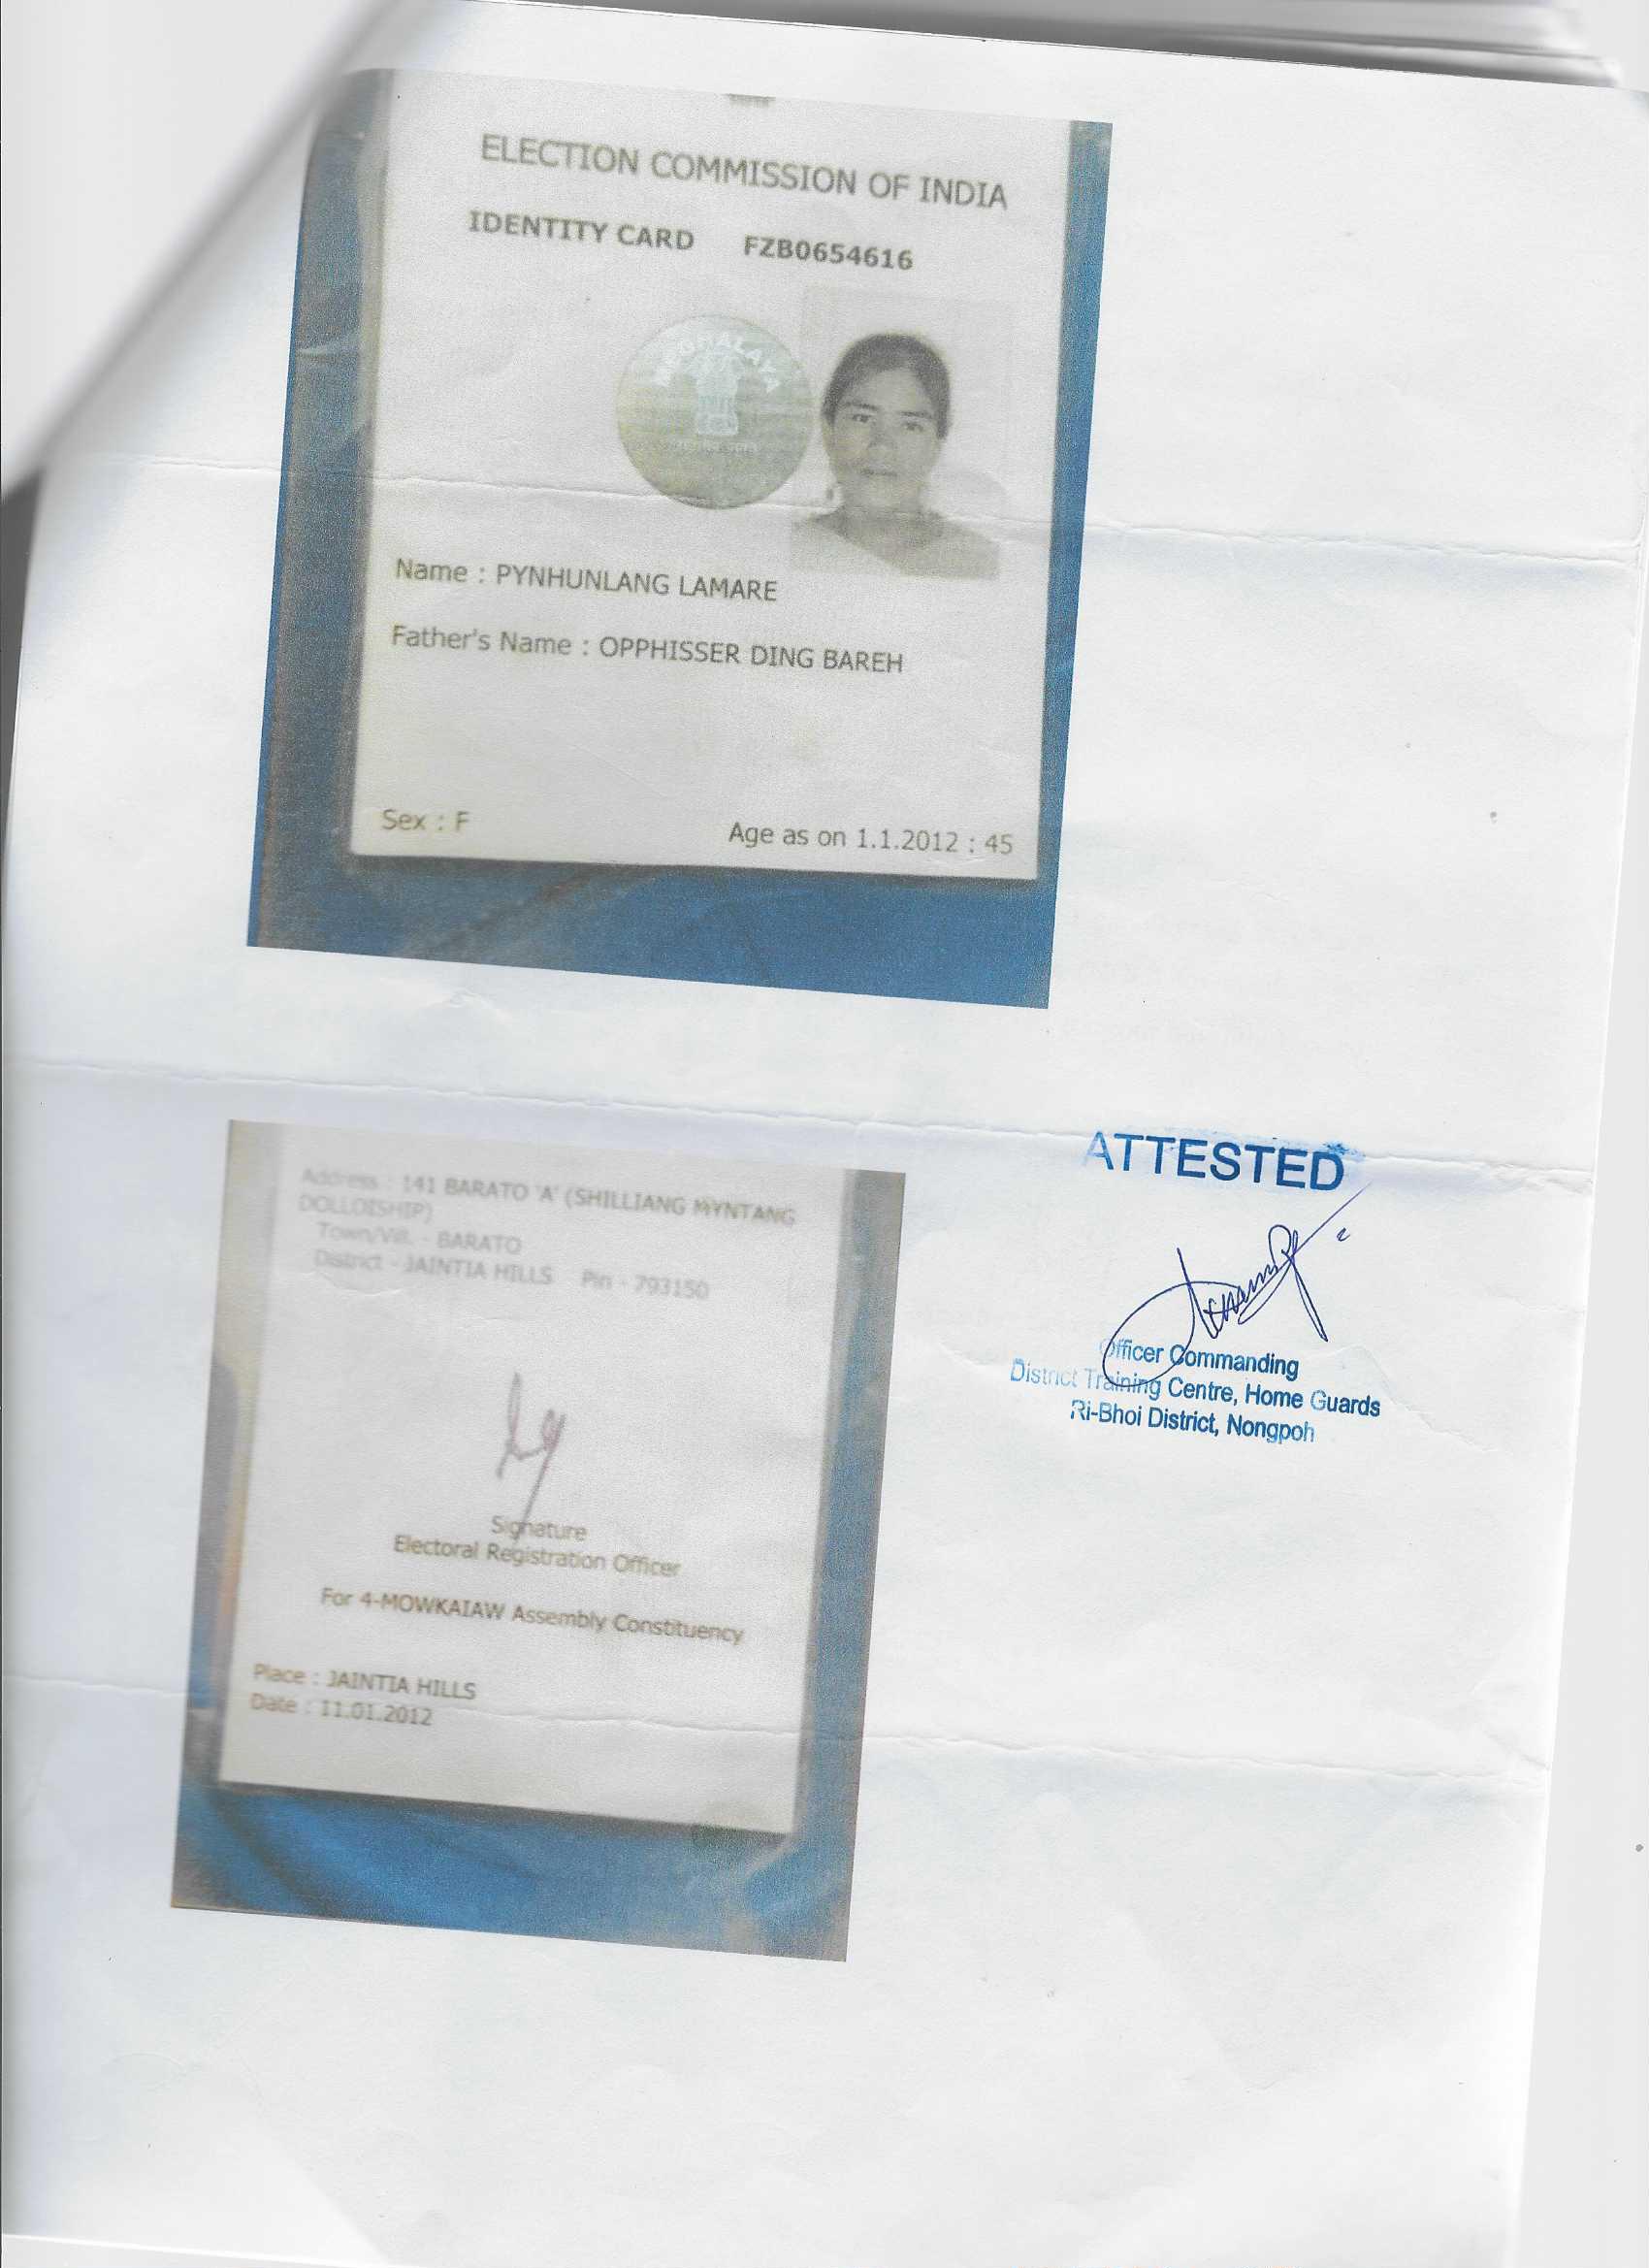 ELECTION COMMISSION OF INDIA
IDENTITY CARD FZB0654616
MEGHALAYA
Name : PYNHUNLANG LAMARE
Father's Name : OPPHISSER DING BAREH
Sex : F Age as on 1.1.2012 : 45
Address : 141 BARATO 'A' (SHILLIANG MYNTANG
DOLLOISHIP)
Town/Vill. - BARATO
District - JAINTIA HILLS Pin - 793150
Signature
Electoral Registration Officer
For 4-MOWKAIAW Assembly Constituency
Place : JAINTIA HILLS
Date : 11.01.2012
ATTESTED
Officer Commanding
District Training Centre, Home Guards
Ri-Bhoi District, Nongpoh